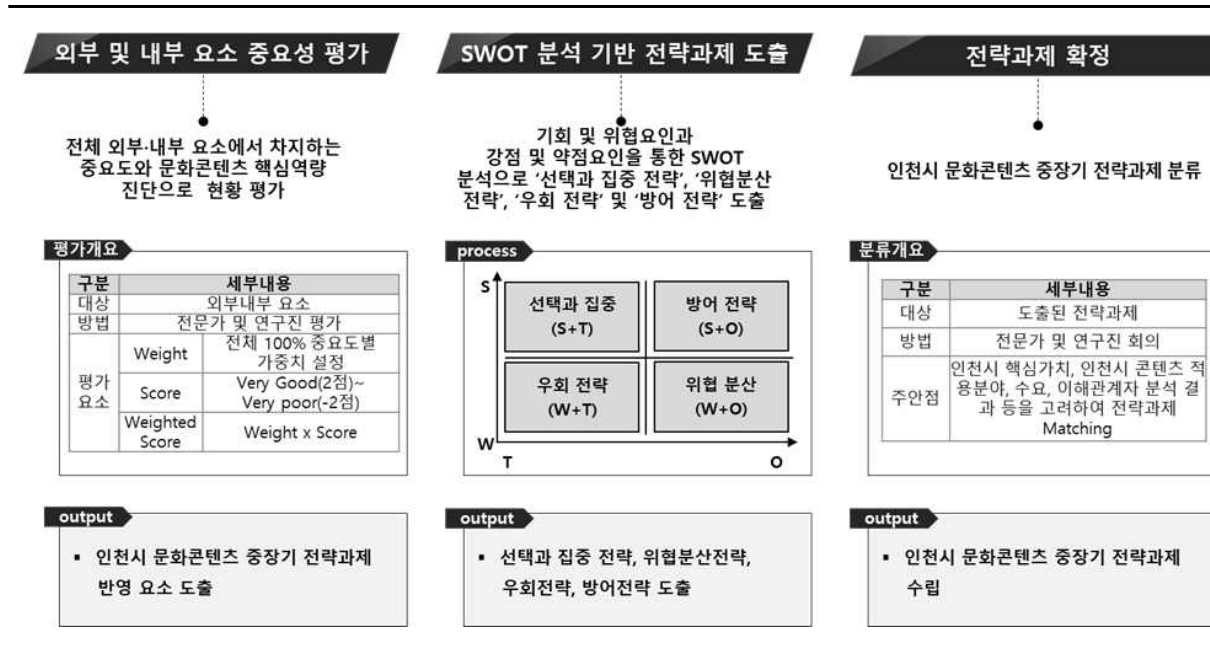 외부 및 내부 요소 중요성 평가
전체 외부·내부 요소에서 차지하는
중요도와 문화콘텐츠 핵심역량
진단으로 현황 평가
평가개요
구분 세부내용
대상 외부내부 요소
방법 전문가 및 연구진 평가
평가
요소
Weight
전체 100% 중요도별
가중치 설정
Score
Very Good(2점)~
Very poor(-2점)
Weighted
Score
Weight x Score
output
▪ 인천시 문화콘텐츠 중장기 전략과제
반영 요소 도출
SWOT 분석 기반 전략과제 도출
기회 및 위협요인과
강점 및 약점요인을 통한 SWOT
분석으로 ‘선택과 집중 전략’, ‘위협분산
전략’, ‘우회 전략’ 및 ‘방어 전략’ 도출
process
S
선택과 집중
(S+T)
방어 전략
(S+O)
우회 전략
(W+T)
위협 분산
(W+O)
W
T
O
output
▪ 선택과 집중 전략, 위협분산전략,
우회전략, 방어전략 도출
전략과제 확정
인천시 문화콘텐츠 중장기 전략과제 분류
분류개요
구분 세부내용
대상 도출된 전략과제
방법 전문가 및 연구진 회의
주안점
인천시 핵심가치, 인천시 콘텐츠 적
용분야, 수요, 이해관계자 분석 결
과 등을 고려하여 전략과제
Matching
output
▪ 인천시 문화콘텐츠 중장기 전략과제
수립